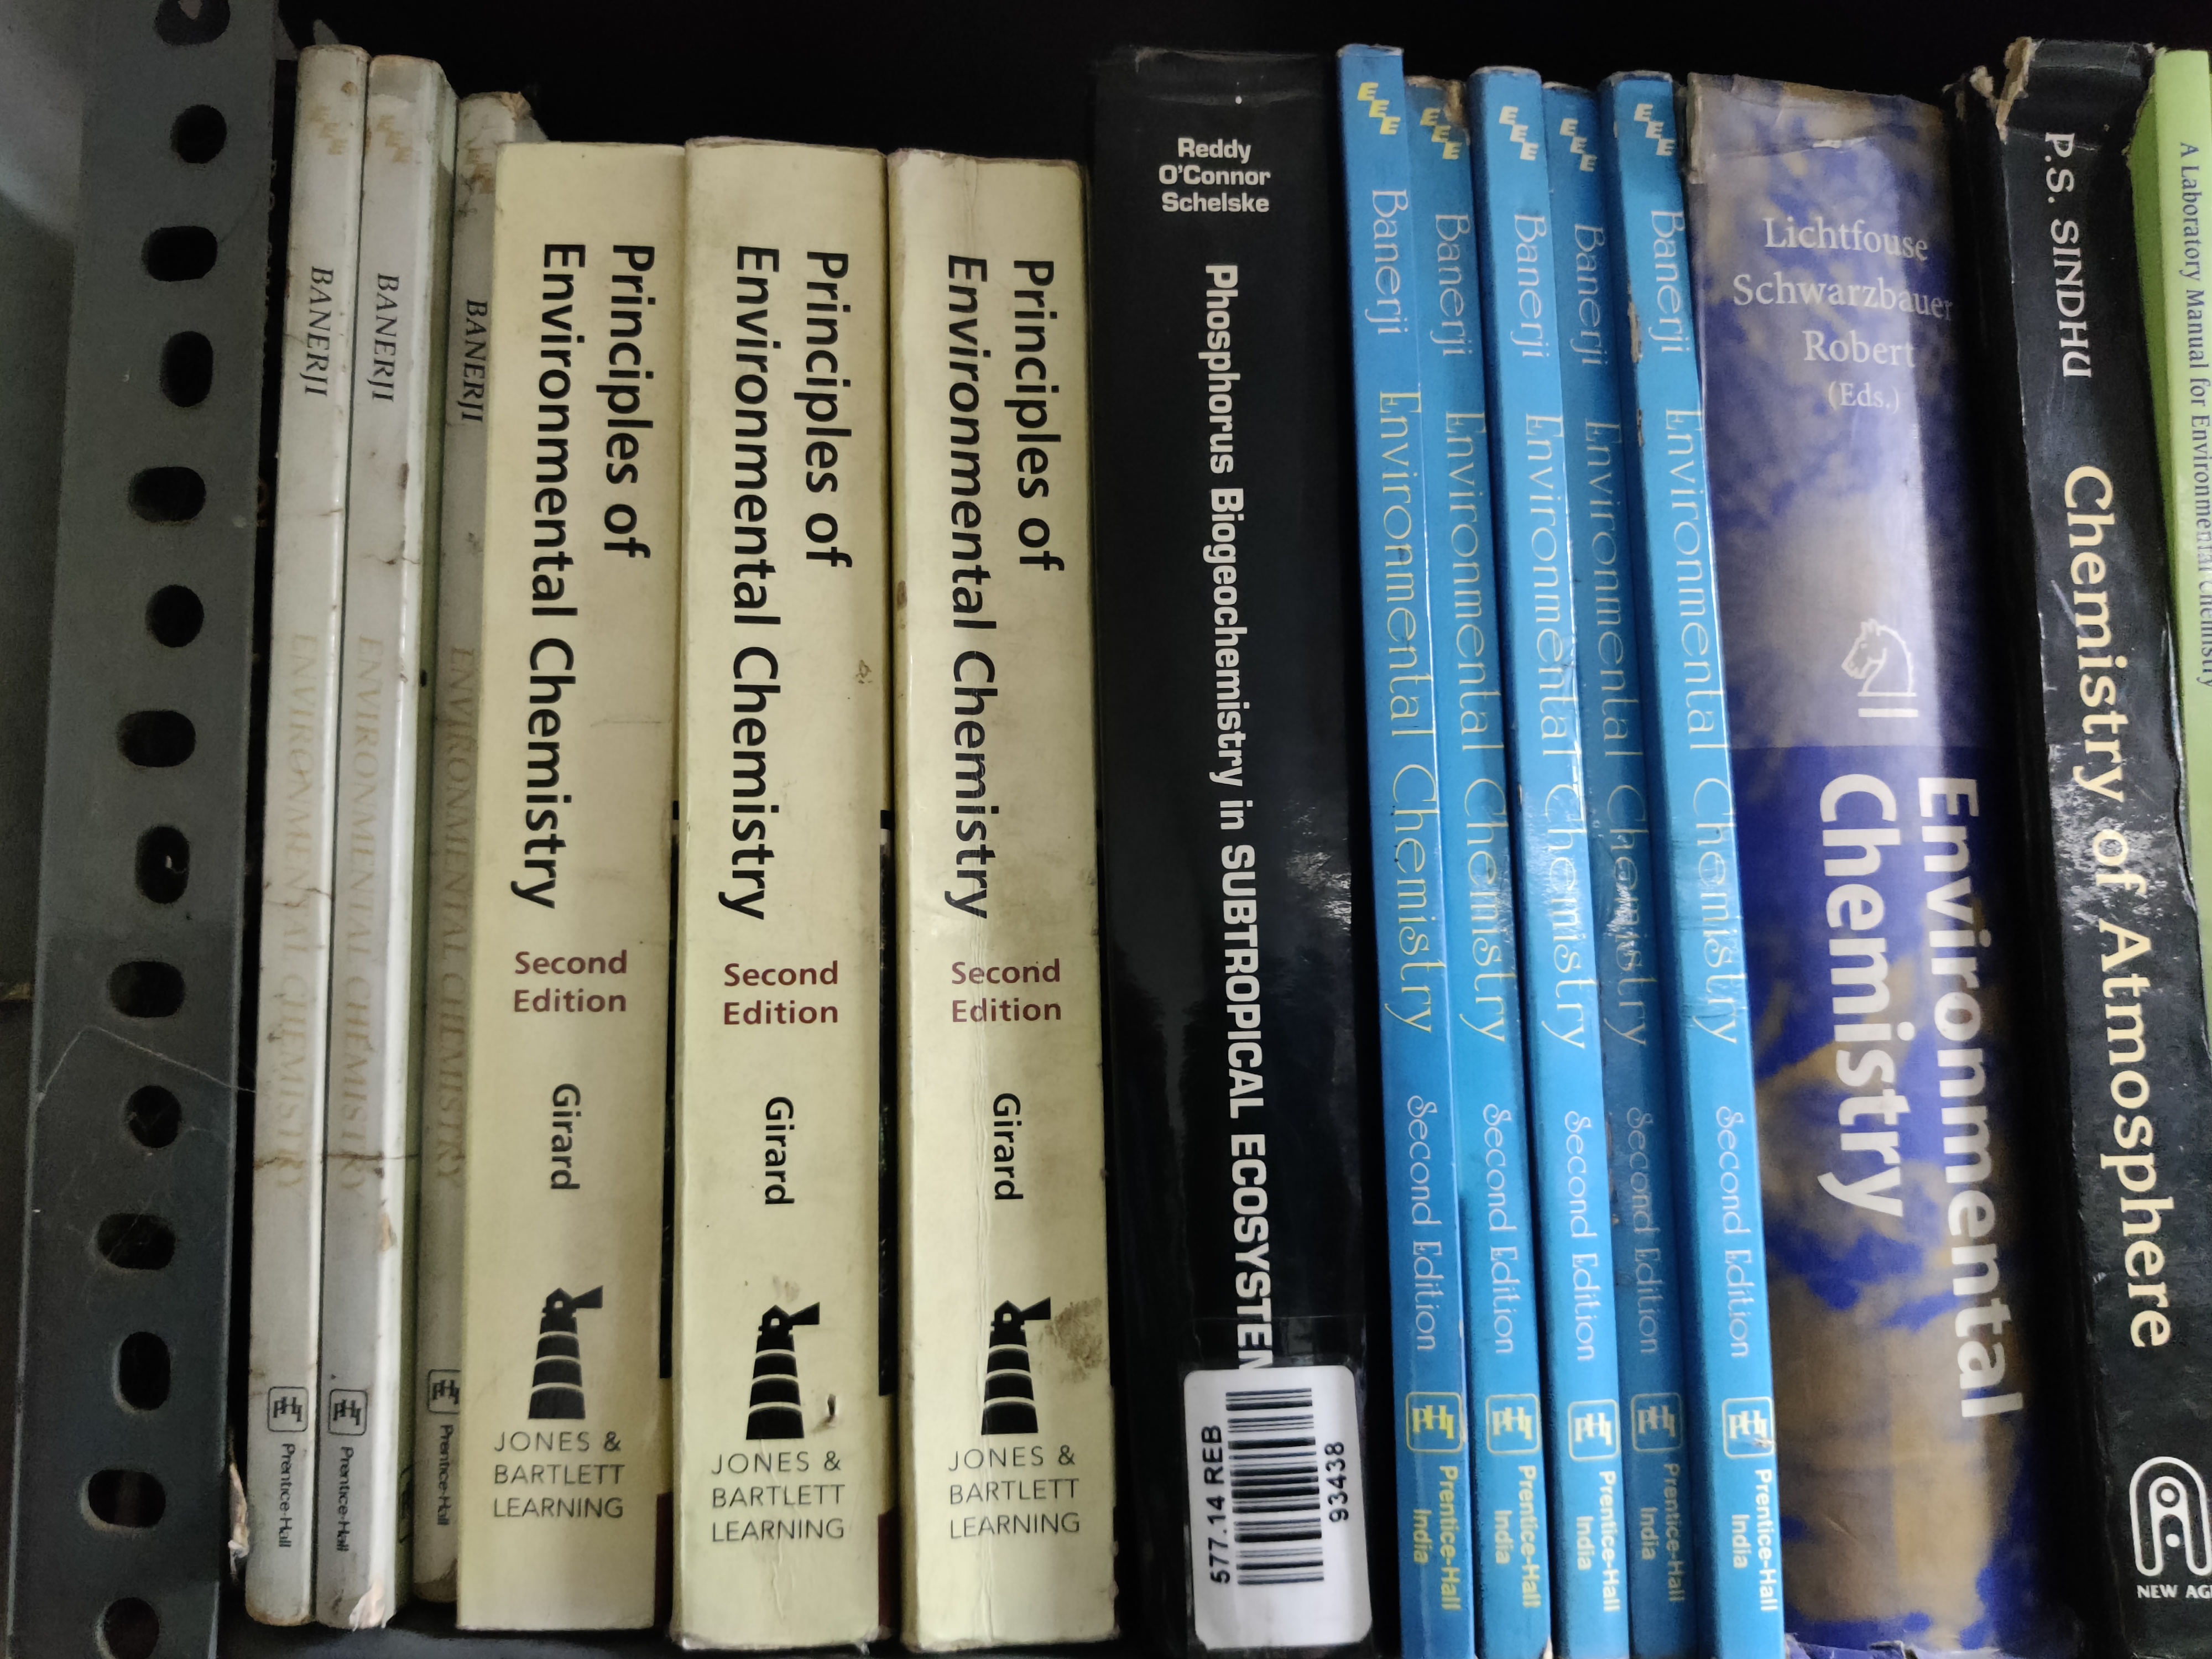 BANERJI
ENVIRONMENTAL CHEMISTRY
Prentice-Hall
BANERJI
ENVIRONMENTAL CHEMISTRY
Prentice-Hall
BANERJI
ENVIRONMENTAL CHEMISTRY
Prentice-Hall
Principles of
Environmental Chemistry
Second
Edition
Girard
JONES &
BARTLETT
LEARNING
Principles of
Environmental Chemistry
Second
Edition
Girard
JONES &
BARTLETT
LEARNING
Principles of
Environmental Chemistry
Second
Edition
Girard
JONES &
BARTLETT
LEARNING
Reddy
O'Connor
Schelske
Phosphorus Biogeochemistry in SUBTROPICAL ECOSYSTEM
577.14 REB
93438
EEE
Banerji
Environmental Chemistry
Second Edition
PHI
Prentice-Hall
India
EEE
Banerji
Environmental Chemistry
Second Edition
PHI
Prentice-Hall
India
EEE
Banerji
Environmental Chemistry
Second Edition
PHI
Prentice-Hall
India
EEE
Banerji
Environmental Chemistry
Second Edition
PHI
Prentice-Hall
India
EEE
Banerji
Environmental Chemistry
Second Edition
PHI
Prentice-Hall
India
Lichtfouse
Schwarzbauer
Robert
(Eds.)
Environmental
Chemistry
P.S. SINDHU
Chemistry of Atmosphere
NEW AG
A Laboratory Manual for Environmental Chemistry